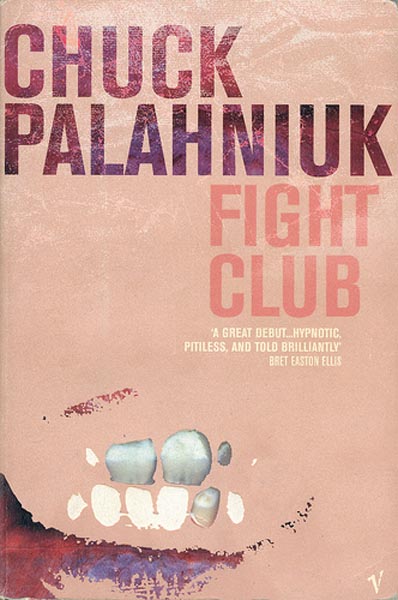 CHUCK
PALAHNIUK
FIGHT
CLUB
'A GREAT DEBUT...HYPNOTIC,
PITILESS, AND TOLD BRILLIANTLY'
BRET EASTON ELLIS
V